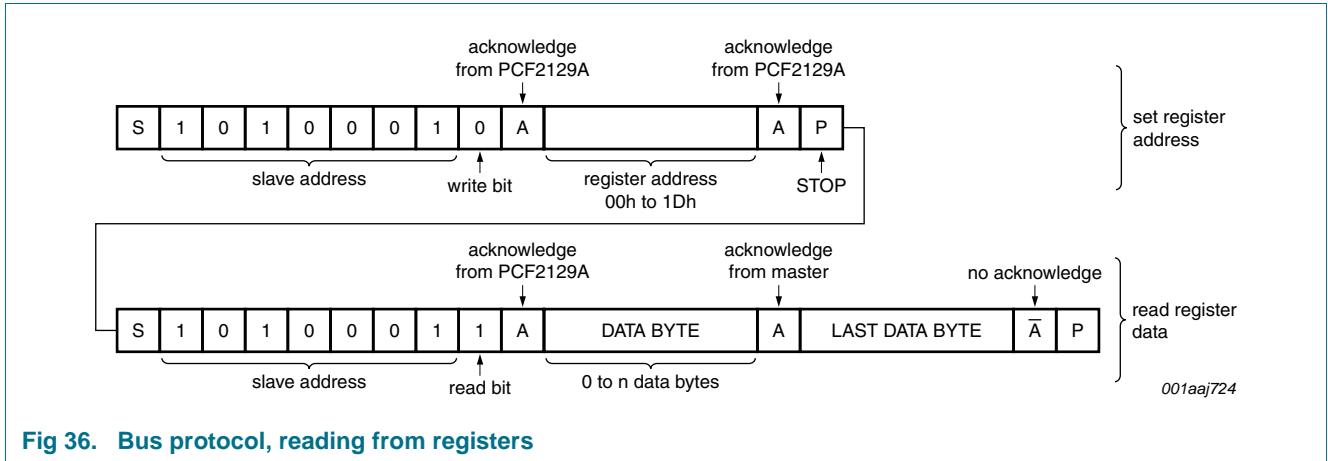 acknowledge
from PCF2129A
acknowledge
from PCF2129A
S 1 0 1 0 0 0 1 0 A A P
set register
address
slave address
write bit
register address
00h to 1Dh
STOP
acknowledge
from PCF2129A
acknowledge
from master
no acknowledge
S 1 0 1 0 0 0 1 1 A DATA BYTE A LAST DATA BYTE A̅ P
read register
data
slave address
read bit
0 to n data bytes
001aaj724
Fig 36. Bus protocol, reading from registers